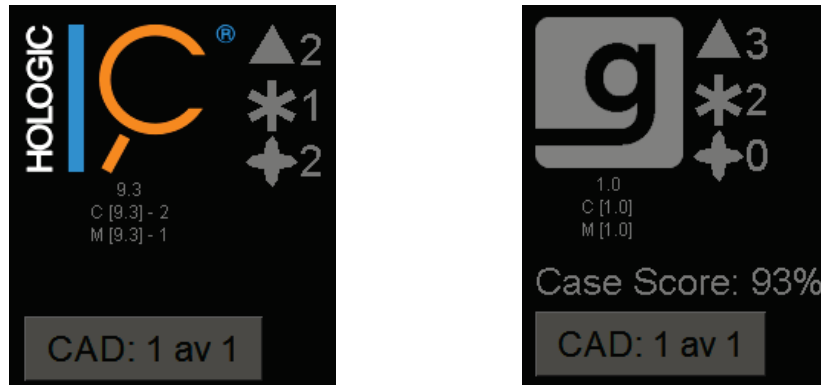 HOLOGIC
®
2
1
2
9.3
C [9.3] - 2
M [9.3] - 1
CAD: 1 av 1
g
3
2
0
1.0
C [1.0]
M [1.0]
Case Score: 93%
CAD: 1 av 1